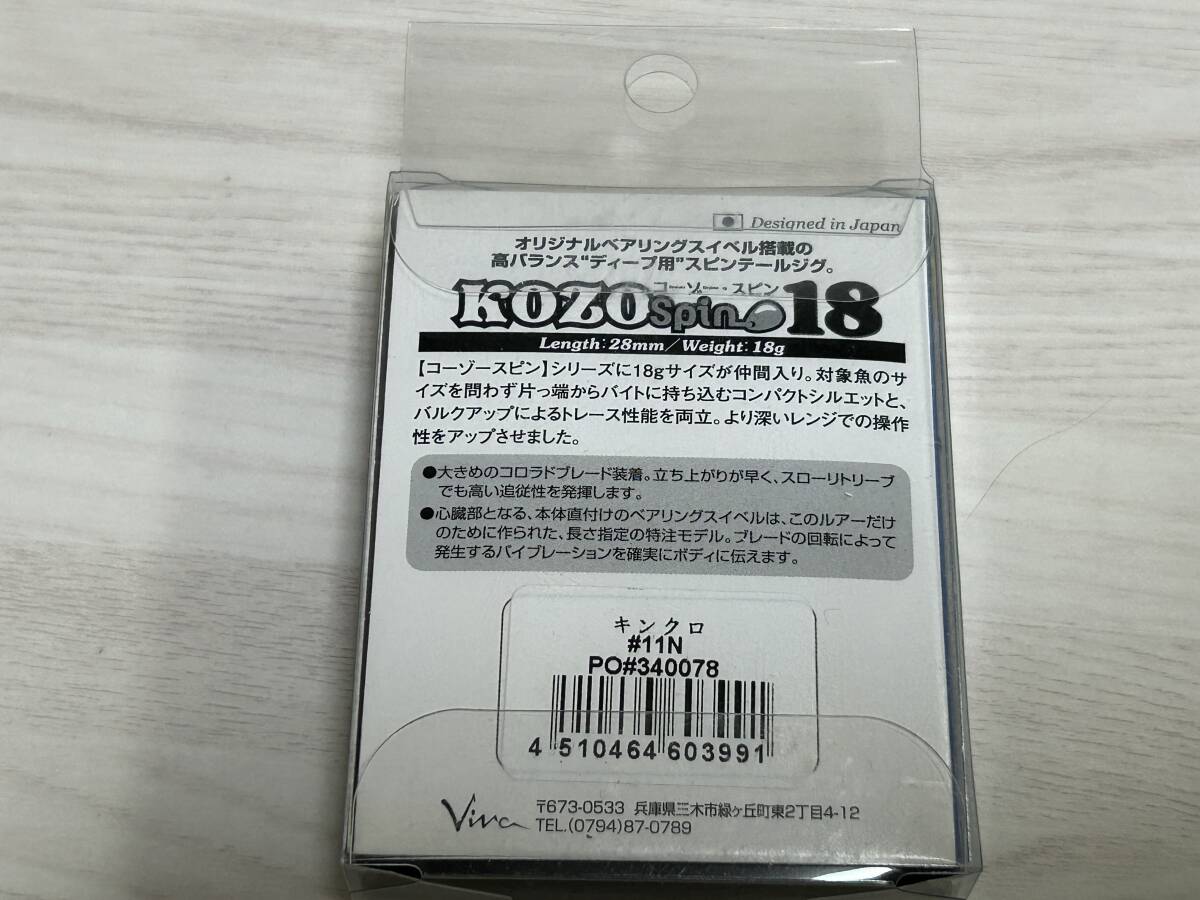 Designed in Japan
オリジナルベアリングスイベル搭載の
高バランス“ディープ用”スピンテールジグ。
コーゾー・スピン
KOZO Spin 18
Length:28mm/Weight:18g
【コーゾースピン】シリーズに18gサイズが仲間入り。対象魚のサ
イズを問わず片っ端からバイトに持ち込むコンパクトシルエットと、
バルクアップによるトレース性能を両立。より深いレンジでの操作
性をアップさせました。
●大きめのコロラドブレード装着。立ち上がりが早く、スローリトリーブ
でも高い追従性を発揮します。
●心臓部となる、本体直付けのベアリングスイベルは、このルアーだけ
のために作られた、長さ指定の特注モデル。ブレードの回転によって
発生するバイブレーションを確実にボディに伝えます。
キンクロ
#11N
PO#340078
4 510464 603991
Viva
〒673-0533 兵庫県三木市緑ヶ丘町東2丁目4-12
TEL.(0794)87-0789